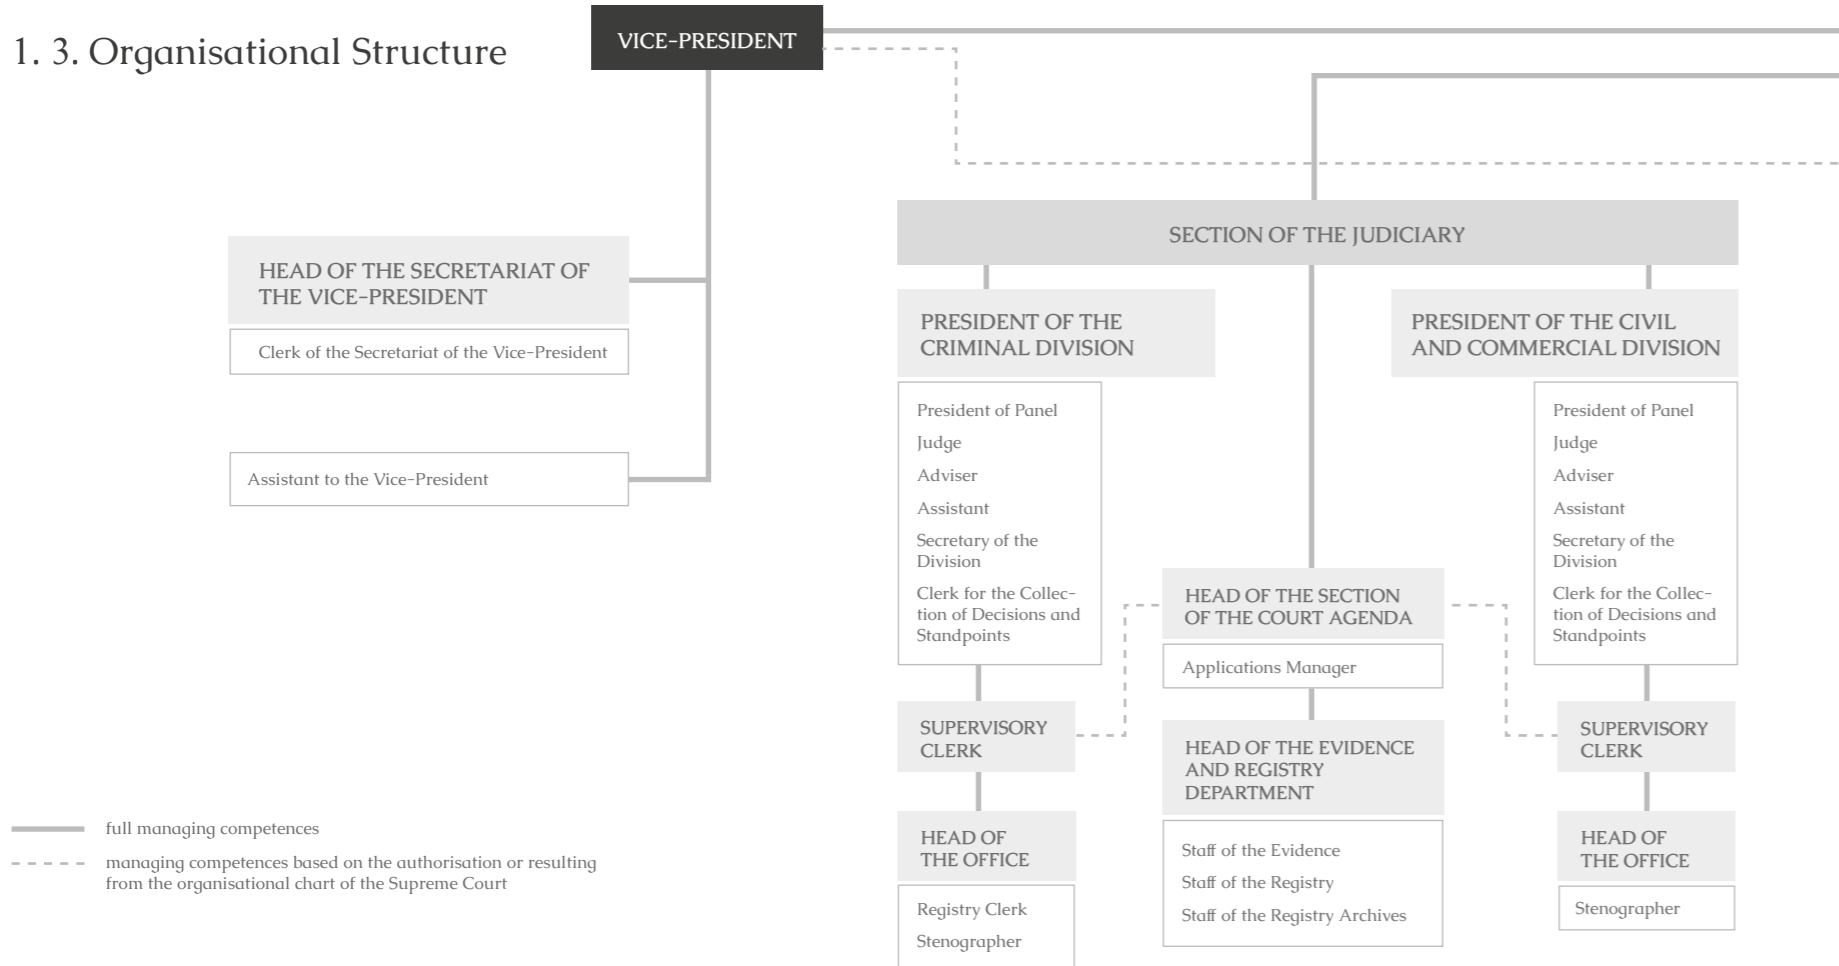 1. 3. Organisational Structure
VICE-PRESIDENT
HEAD OF THE SECRETARIAT OF
THE VICE-PRESIDENT
Clerk of the Secretariat of the Vice-President
Assistant to the Vice-President
SECTION OF THE JUDICIARY
PRESIDENT OF THE
CRIMINAL DIVISION
President of Panel
Judge
Adviser
Assistant
Secretary of the
Division
Clerk for the Collec-
tion of Decisions and
Standpoints
SUPERVISORY
CLERK
HEAD OF
THE OFFICE
Registry Clerk
Stenographer
HEAD OF THE SECTION
OF THE COURT AGENDA
Applications Manager
HEAD OF THE EVIDENCE
AND REGISTRY
DEPARTMENT
Staff of the Evidence
Staff of the Registry
Staff of the Registry Archives
PRESIDENT OF THE CIVIL
AND COMMERCIAL DIVISION
President of Panel
Judge
Adviser
Assistant
Secretary of the
Division
Clerk for the Collec-
tion of Decisions and
Standpoints
SUPERVISORY
CLERK
HEAD OF
THE OFFICE
Stenographer
full managing competences
managing competences based on the authorisation or resulting
from the organisational chart of the Supreme Court